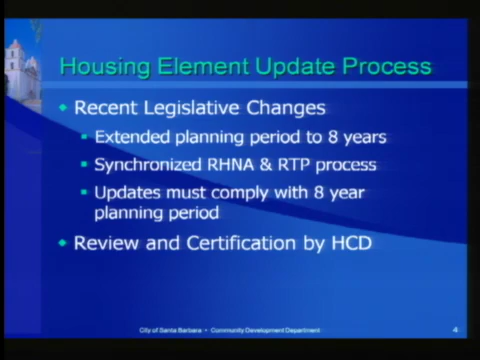 Housing Element Update Process
Recent Legislative Changes
Extended planning period to 8 years
Synchronized RHNA & RTP process
Updates must comply with 8 year
planning period
Review and Certification by HCD
City of Santa Barbara • Community Development Department
4